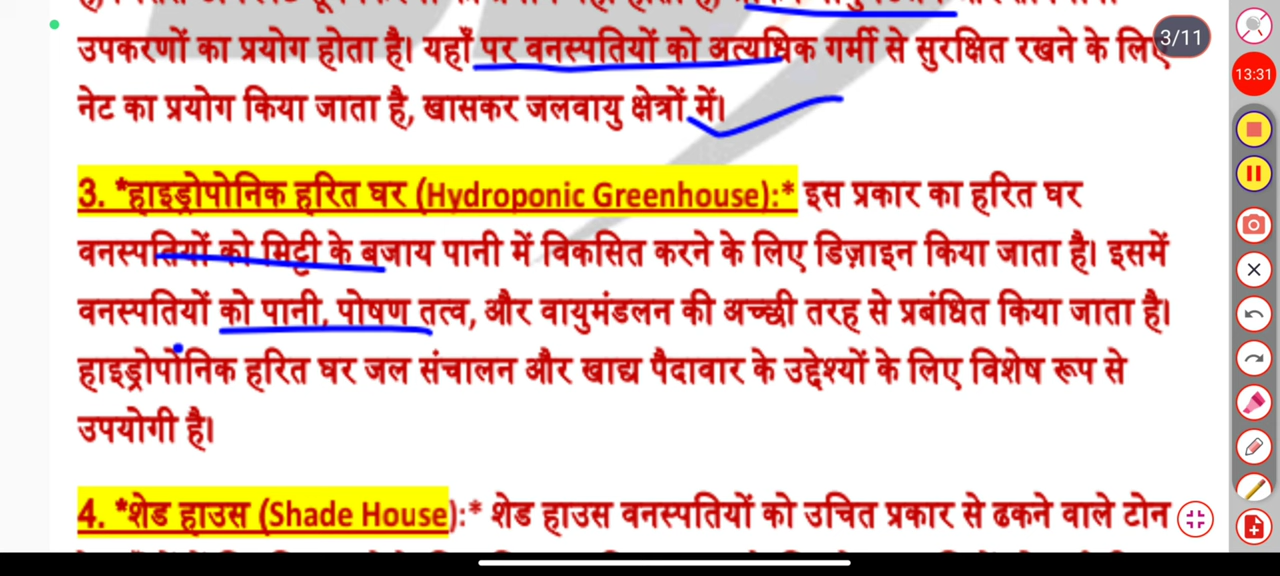 उपकरणों का प्रयोग होता है। यहाँ पर वनस्पतियों को अत्यधिक गर्मी से सुरक्षित रखने के लिए
3/11
13:31
नेट का प्रयोग किया जाता है, खासकर जलवायु क्षेत्रों में।
3. *हाइड्रोपोनिक हरित घर (Hydroponic Greenhouse):* इस प्रकार का हरित घर
वनस्पतियों को मिट्टी के बजाय पानी में विकसित करने के लिए डिज़ाइन किया जाता है। इसमें
वनस्पतियों को पानी, पोषण तत्व, और वायुमंडलन की अच्छी तरह से प्रबंधित किया जाता है।
हाइड्रोपोनिक हरित घर जल संचालन और खाद्य पैदावार के उद्देश्यों के लिए विशेष रूप से
उपयोगी है।
4. *शेड हाउस (Shade House):* शेड हाउस वनस्पतियों को उचित प्रकार से ढकने वाले टोन